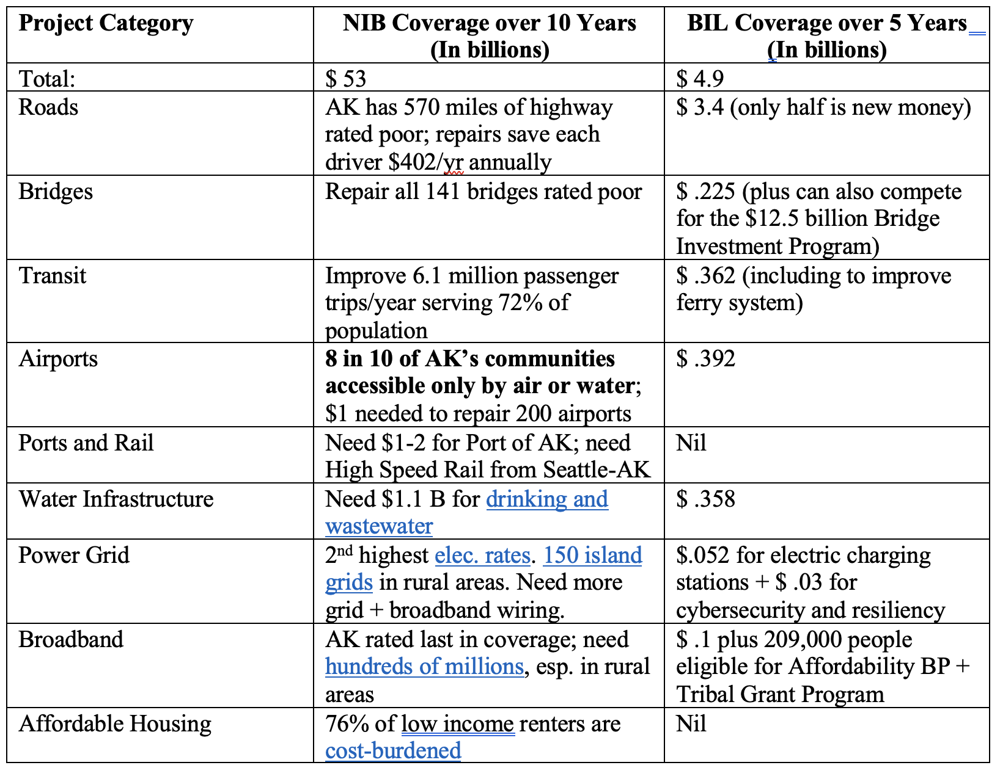 Project Category
NIB Coverage over 10 Years
(In billions)
BIL Coverage over 5 Years
(In billions)
Total:
$ 53
$ 4.9
Roads
AK has 570 miles of highway
rated poor; repairs save each
driver $402/yr annually
$ 3.4 (only half is new money)
Bridges
Repair all 141 bridges rated poor
$ .225 (plus can also compete
for the $12.5 billion Bridge
Investment Program)
Transit
Improve 6.1 million passenger
trips/year serving 72% of
population
$ .362 (including to improve
ferry system)
Airports
8 in 10 of AK’s communities
accessible only by air or water;
$1 needed to repair 200 airports
$ .392
Ports and Rail
Need $1-2 for Port of AK; need
High Speed Rail from Seattle-AK
Nil
Water Infrastructure
Need $1.1 B for drinking and
wastewater
$ .358
Power Grid
2nd highest elec. rates. 150 island
grids in rural areas. Need more
grid + broadband wiring.
$.052 for electric charging
stations + $ .03 for
cybersecurity and resiliency
Broadband
AK rated last in coverage; need
hundreds of millions, esp. in rural
areas
$ .1 plus 209,000 people
eligible for Affordability BP +
Tribal Grant Program
Affordable Housing
76% of low income renters are
cost-burdened
Nil